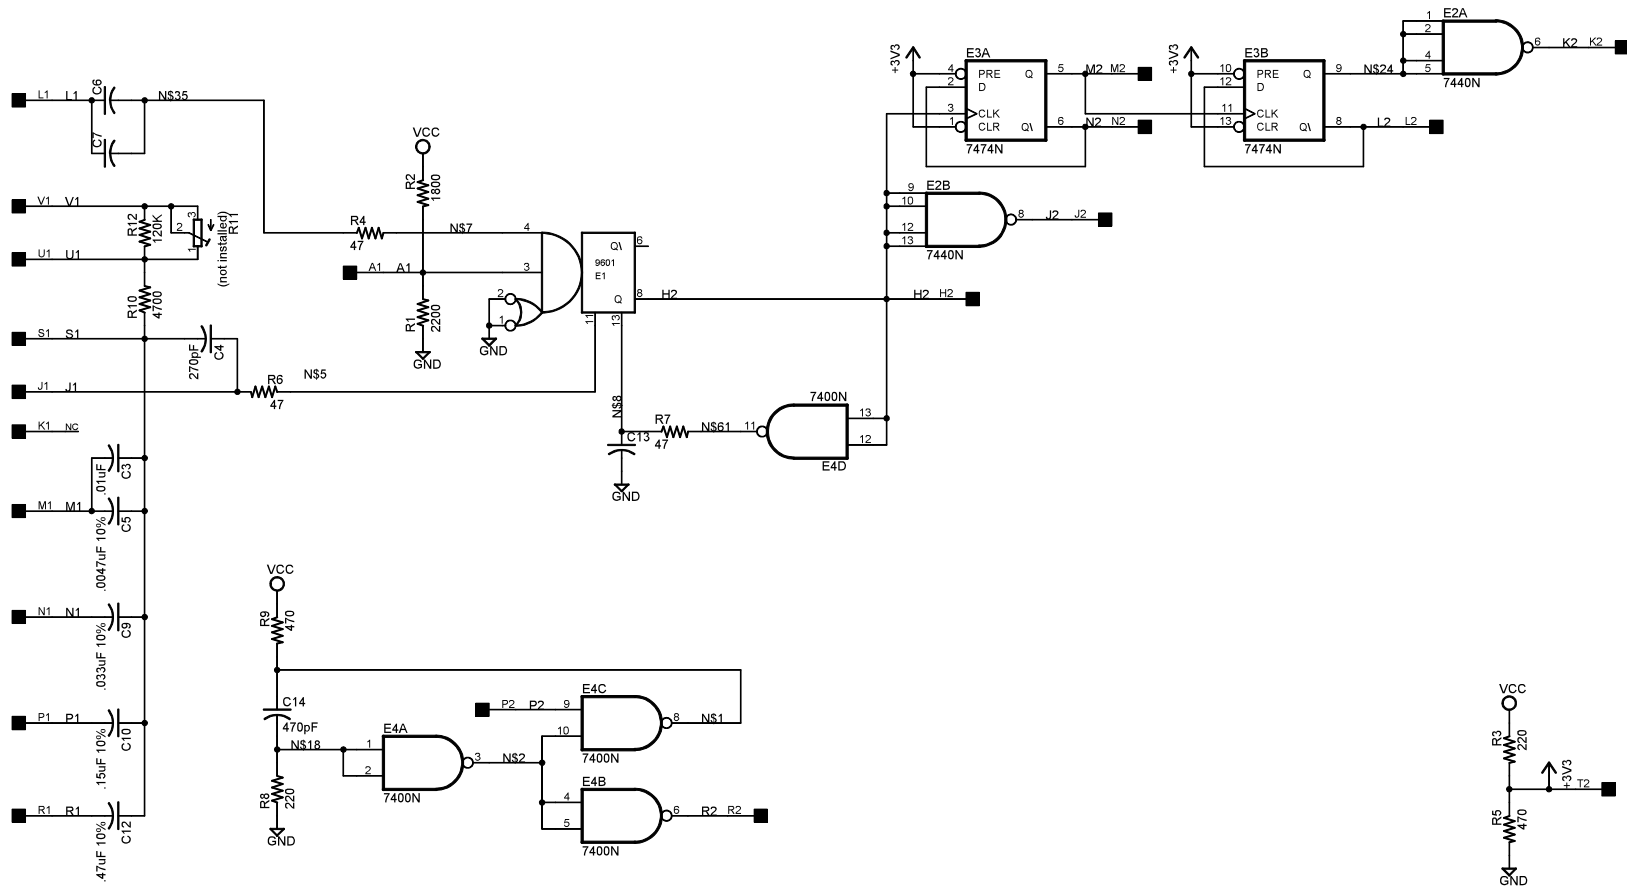 E2A
1
2
4
5
6
K2 K2
7440N
+3V3
E3A
4
2
3
1
PRE
D
CLK
CLR
Q
Q\
5
6
M2 M2
N2 N2
7474N
+3V3
E3B
10
12
11
13
PRE
D
CLK
CLR
Q
Q\
9
8
N$24
L2 L2
7474N
L1 L1
C6
C7
N$35
VCC
R2
1800
V1 V1
R12
120K
2
3
1
R11
(not installed)
U1 U1
R10
4700
R4
47
N$7
4
A1 A1
3
2
1
GND
Q\
6
9601
E1
Q
8
11
13
H2
R1
2200
GND
E2B
9
10
12
13
8
J2 J2
7440N
H2 H2
S1 S1
270pF
C4
J1 J1
R6
47
N$5
K1 NC
N$8
C13
GND
R7
47
N$61
11
7400N
13
12
E4D
.01uF
C3
M1 M1
.0047uF 10%
C5
N1 N1
.033uF 10%
C9
P1 P1
.15uF 10%
C10
R1 R1
.47uF 10%
C12
VCC
R9
470
C14
470pF
N$18
R8
220
GND
E4A
1
2
3
7400N
N$2
P2 P2
E4C
9
10
8
N$1
7400N
E4B
4
5
6
R2 R2
7400N
VCC
R3
220
+3V3
T2
R5
470
GND